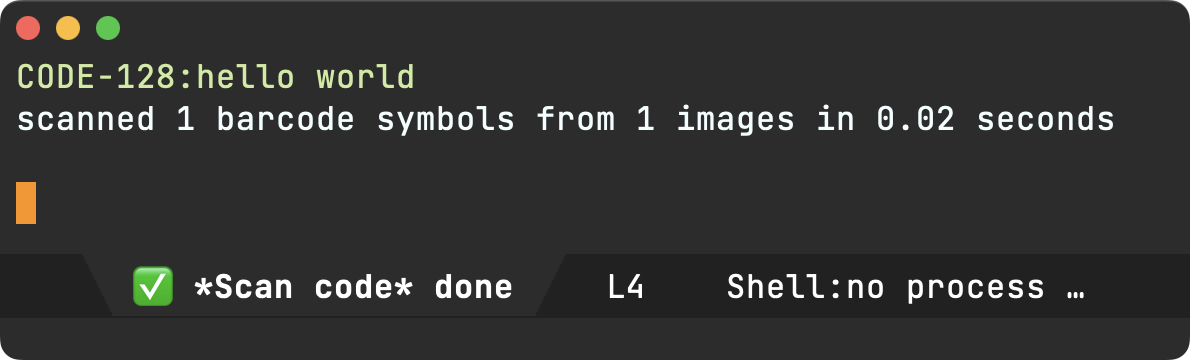 CODE-128:hello world
scanned 1 barcode symbols from 1 images in 0.02 seconds
✅ *Scan code* done L4 Shell:no process …